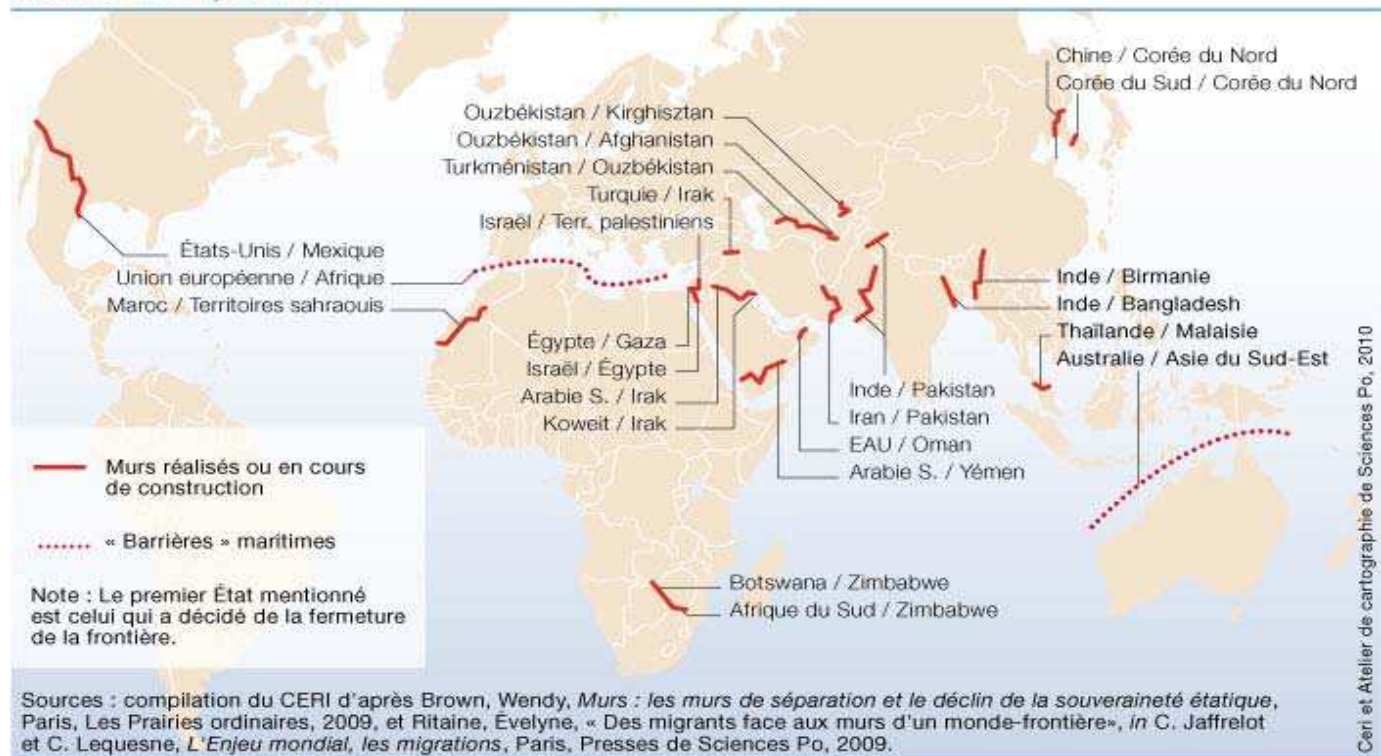 Chine / Corée du Nord
Corée du Sud / Corée du Nord
Ouzbékistan / Kirghisztan
Ouzbékistan / Afghanistan
Turkménistan / Ouzbékistan
Turquie / Irak
Israël / Terr. palestiniens
États-Unis / Mexique
Union européenne / Afrique
Maroc / Territoires sahraouis
Égypte / Gaza
Israël / Égypte
Arabie S. / Irak
Koweit / Irak
Inde / Pakistan
Iran / Pakistan
EAU / Oman
Arabie S. / Yémen
Inde / Birmanie
Inde / Bangladesh
Thaïlande / Malaisie
Australie / Asie du Sud-Est
Botswana / Zimbabwe
Afrique du Sud / Zimbabwe
Murs réalisés ou en cours
de construction
« Barrières » maritimes
Note : Le premier État mentionné
est celui qui a décidé de la fermeture
de la frontière.
Sources : compilation du CERI d'après Brown, Wendy, Murs : les murs de séparation et le déclin de la souveraineté étatique,
Paris, Les Prairies ordinaires, 2009, et Ritaine, Évelyne, « Des migrants face aux murs d'un monde-frontière», in C. Jaffrelot
et C. Lequesne, L'Enjeu mondial, les migrations, Paris, Presses de Sciences Po, 2009.
Ceri et Atelier de cartographie de Sciences Po, 2010